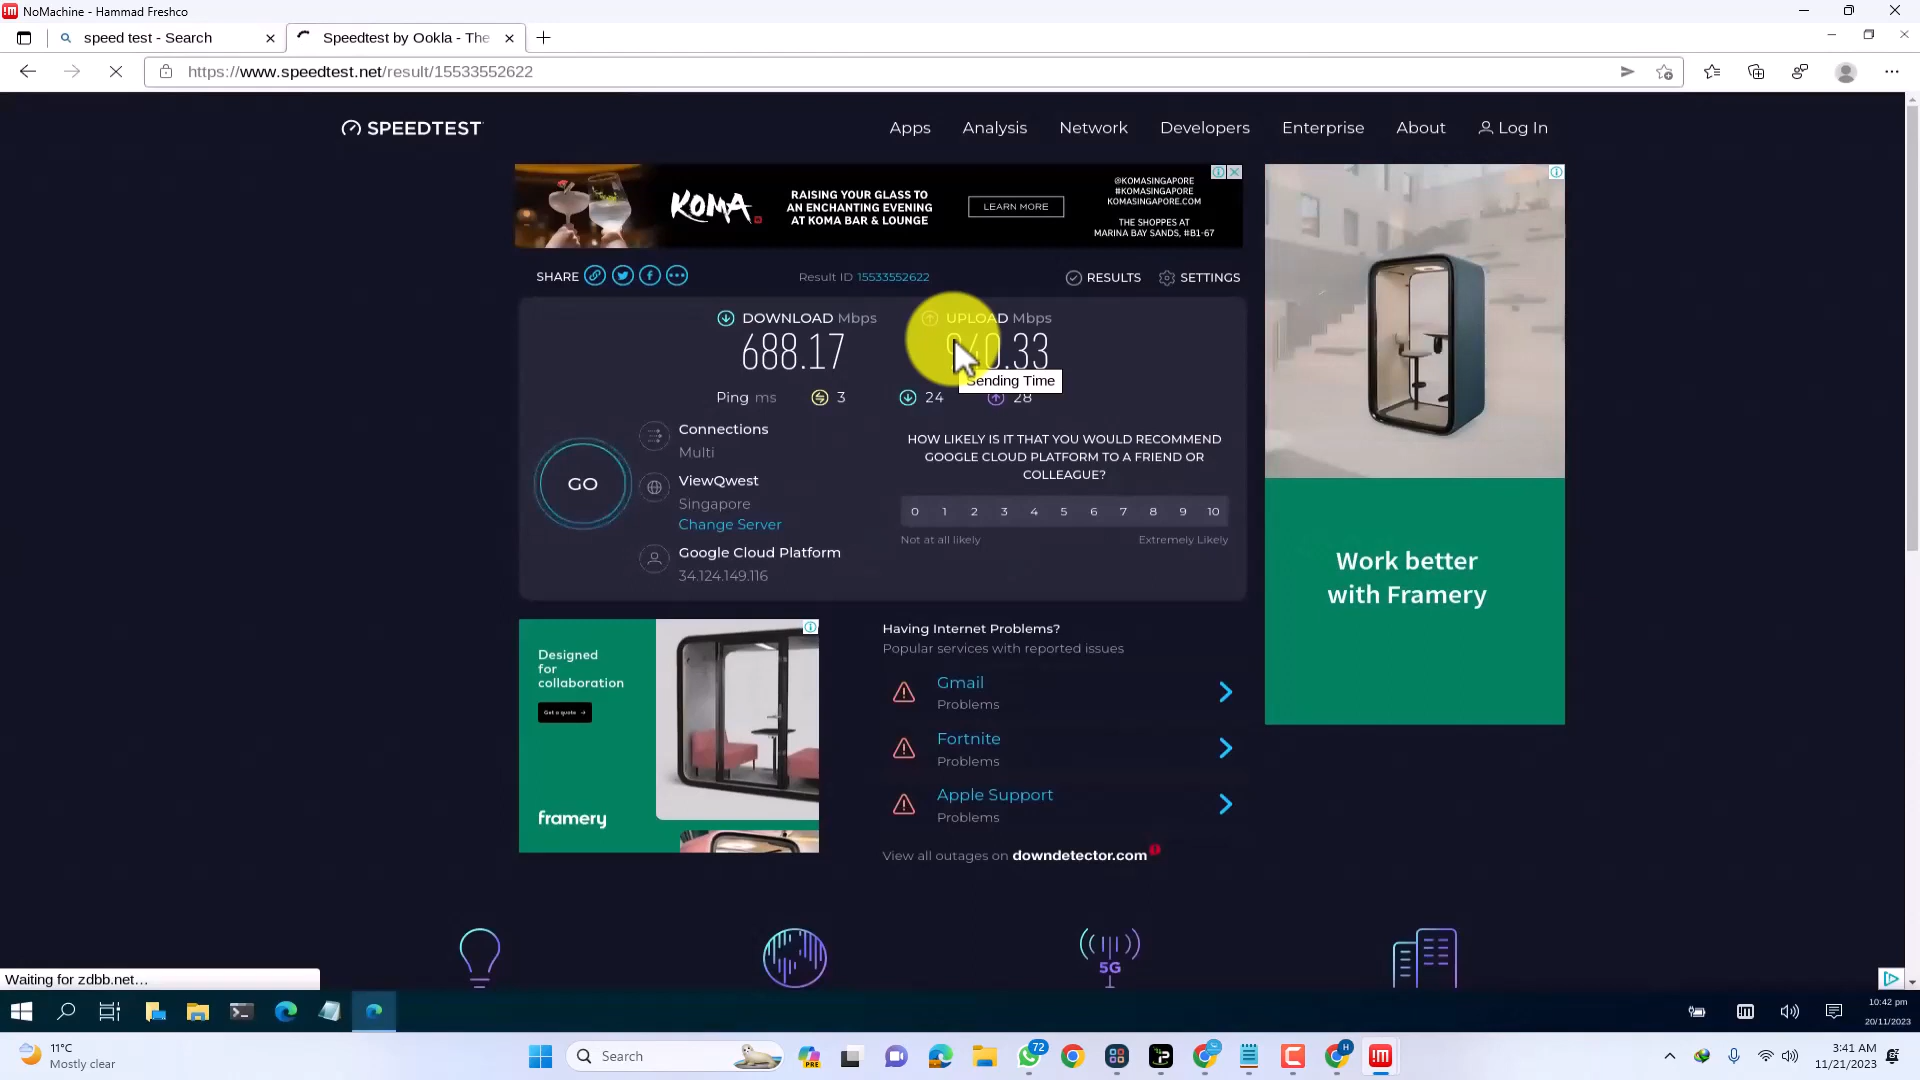 NoMachine - Hammad Freshco
speed test - Search
Speedtest by Ookla - The
https://www.speedtest.net/result/15533552622
SPEEDTEST
Apps
Analysis
Network
Developers
Enterprise
About
Log In
KOMA
RAISING YOUR GLASS TO
AN ENCHANTING EVENING
AT KOMA BAR & LOUNGE
LEARN MORE
@KOMASINGAPORE
#KOMASINGAPORE
KOMASINGAPORE.COM
THE SHOPPES AT
MARINA BAY SANDS, #B1-67
SHARE
Result ID 15533552622
RESULTS
SETTINGS
DOWNLOAD Mbps
688.17
UPLOAD Mbps
940.33
Sending Time
Ping ms
3
24
28
GO
Connections
Multi
ViewQwest
Singapore
Change Server
Google Cloud Platform
34.124.149.116
HOW LIKELY IS IT THAT YOU WOULD RECOMMEND
GOOGLE CLOUD PLATFORM TO A FRIEND OR
COLLEAGUE?
0 1 2 3 4 5 6 7 8 9 10
Not at all likely
Extremely Likely
Work better
with Framery
Designed
for
collaboration
Get a quote
framery
Having Internet Problems?
Popular services with reported issues
Gmail
Problems
Fortnite
Problems
Apple Support
Problems
View all outages on downdetector.com
5G
Waiting for zdbb.net...
10:42 pm
20/11/2023
11°C
Mostly clear
Search
PRE
72
H
3:41 AM
11/21/2023